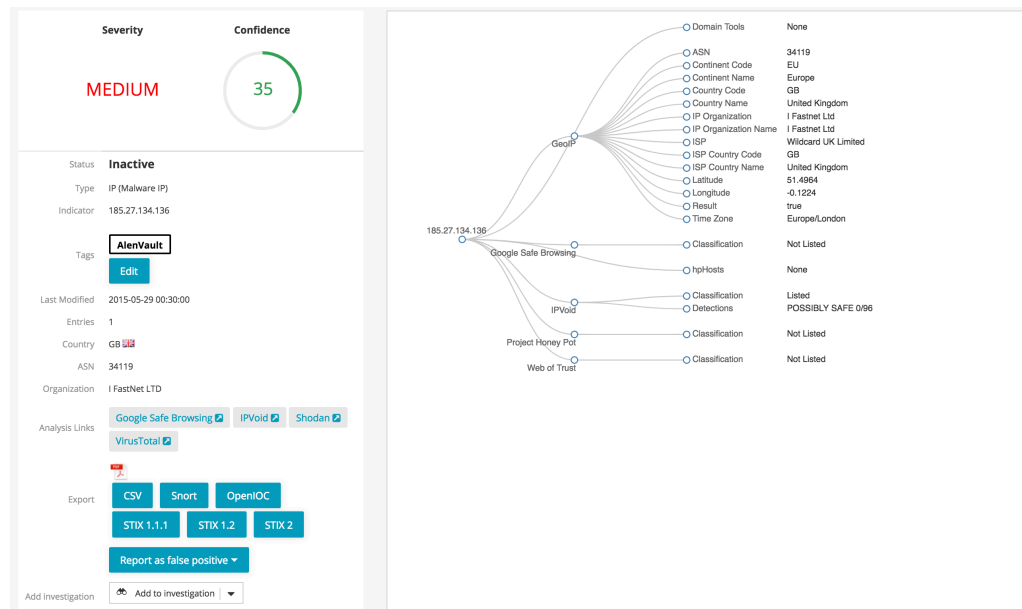 Severity Confidence
MEDIUM 35
Status Inactive
Type IP (Malware IP)
Indicator 185.27.134.136
Tags AlenVault
Edit
Last Modified 2015-05-29 00:30:00
Entries 1
Country GB
ASN 34119
Organization I FastNet LTD
Analysis Links Google Safe Browsing IPVoid Shodan
VirusTotal
PDF
Export CSV Snort OpenIOC
STIX 1.1.1 STIX 1.2 STIX 2
Report as false positive
Add investigation Add to investigation
185.27.134.136
Domain Tools None
GeoIP
ASN 34119
Continent Code EU
Continent Name Europe
Country Code GB
Country Name United Kingdom
IP Organization I Fastnet Ltd
IP Organization Name I Fastnet Ltd
ISP Wildcard UK Limited
ISP Country Code GB
ISP Country Name United Kingdom
Latitude 51.4964
Longitude -0.1224
Result true
Time Zone Europe/London
Google Safe Browsing
Classification Not Listed
hpHosts None
IPVoid
Classification Listed
Detections POSSIBLY SAFE 0/96
Project Honey Pot
Classification Not Listed
Web of Trust
Classification Not Listed